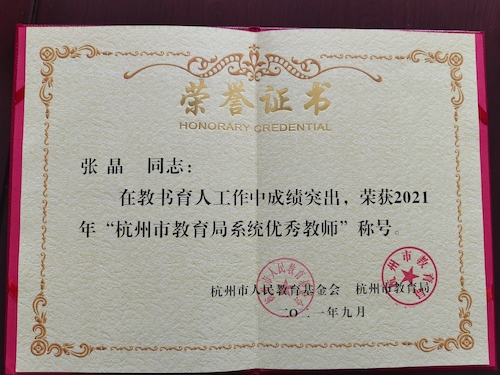 荣誉证书
HONORARY CREDENTIAL
张晶 同志：
在教书育人工作中成绩突出，荣获2021
年“杭州市教育局系统优秀教师”称号。
杭州市人民教育基金会 杭州市教育局
二〇二一年九月